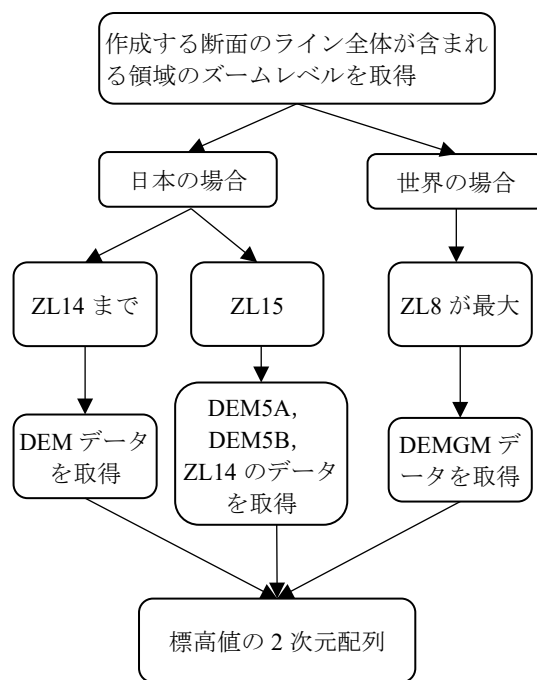 作成する断面のライン全体が含まれ
る領域のズームレベルを取得
日本の場合
世界の場合
ZL14 まで
ZL15
ZL8 が最大
DEM データ
を取得
DEM5A,
DEM5B,
ZL14 のデータ
を取得
DEMGM デ
ータを取得
標高値の 2 次元配列